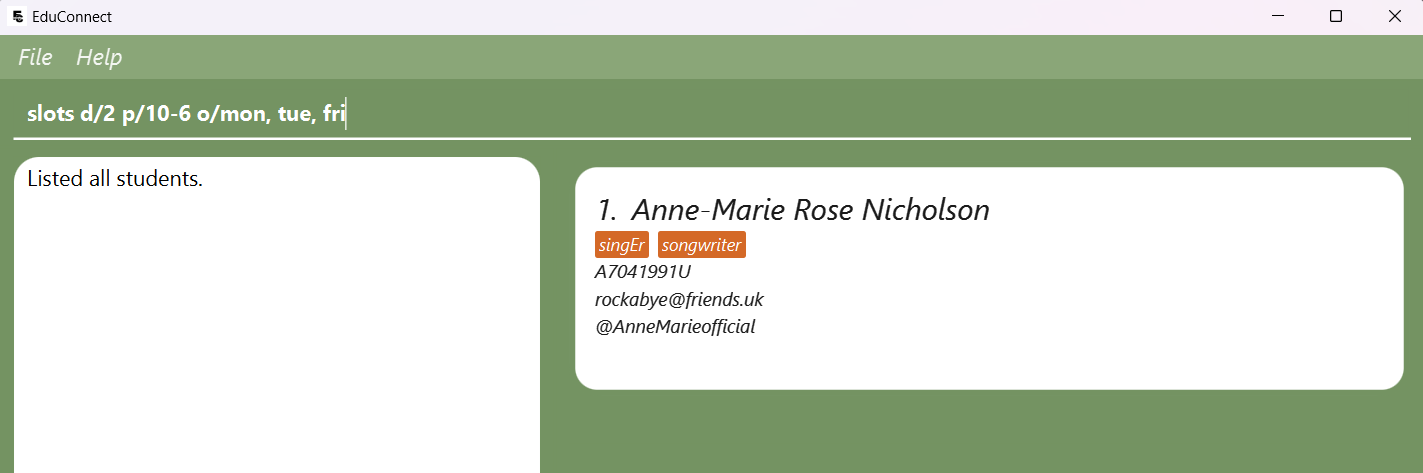 EduConnect
File Help
slots d/2 p/10-6 o/mon, tue, fri
Listed all students.
1. Anne-Marie Rose Nicholson
singEr songwriter
A7041991U
rockabye@friends.uk
@AnneMarieofficial